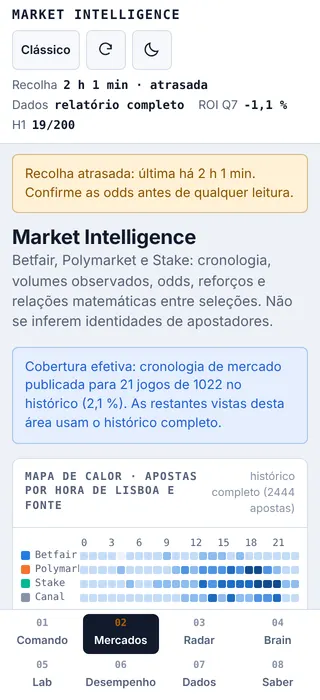 MARKET INTELLIGENCE
Clássico
Recolha 2 h 1 min · atrasada
Dados relatório completo ROI Q7 -1,1 %
H1 19/200
Recolha atrasada: última há 2 h 1 min.
Confirme as odds antes de qualquer leitura.
Market Intelligence
Betfair, Polymarket e Stake: cronologia,
volumes observados, odds, reforços e
relações matemáticas entre seleções. Não
se inferem identidades de apostadores.
Cobertura efetiva: cronologia de mercado
publicada para 21 jogos de 1022 no
histórico (2,1 %). As restantes vistas desta
área usam o histórico completo.
MAPA DE CALOR · APOSTAS
POR HORA DE LISBOA E
FONTE
histórico
completo (2444
apostas)
0 3 6 9 12 15 18 21
Betfair
Polymar
Stake
Canal
01 02 03 04
Comando Mercados Radar Brain
05 06 07 08
Lab Desempenho Dados Saber